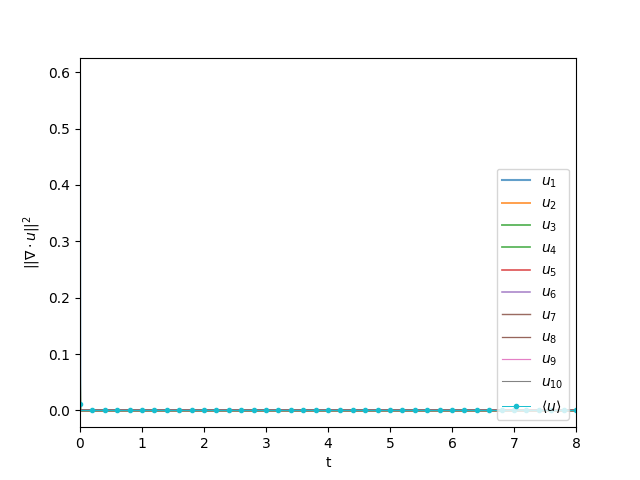 0.6
0.5
0.4
0.3
0.2
0.1
0.0
||∇ · u||²
0 1 2 3 4 5 6 7 8
t
u₁
u₂
u₃
u₄
u₅
u₆
u₇
u₈
u₉
u₁₀
⟨u⟩